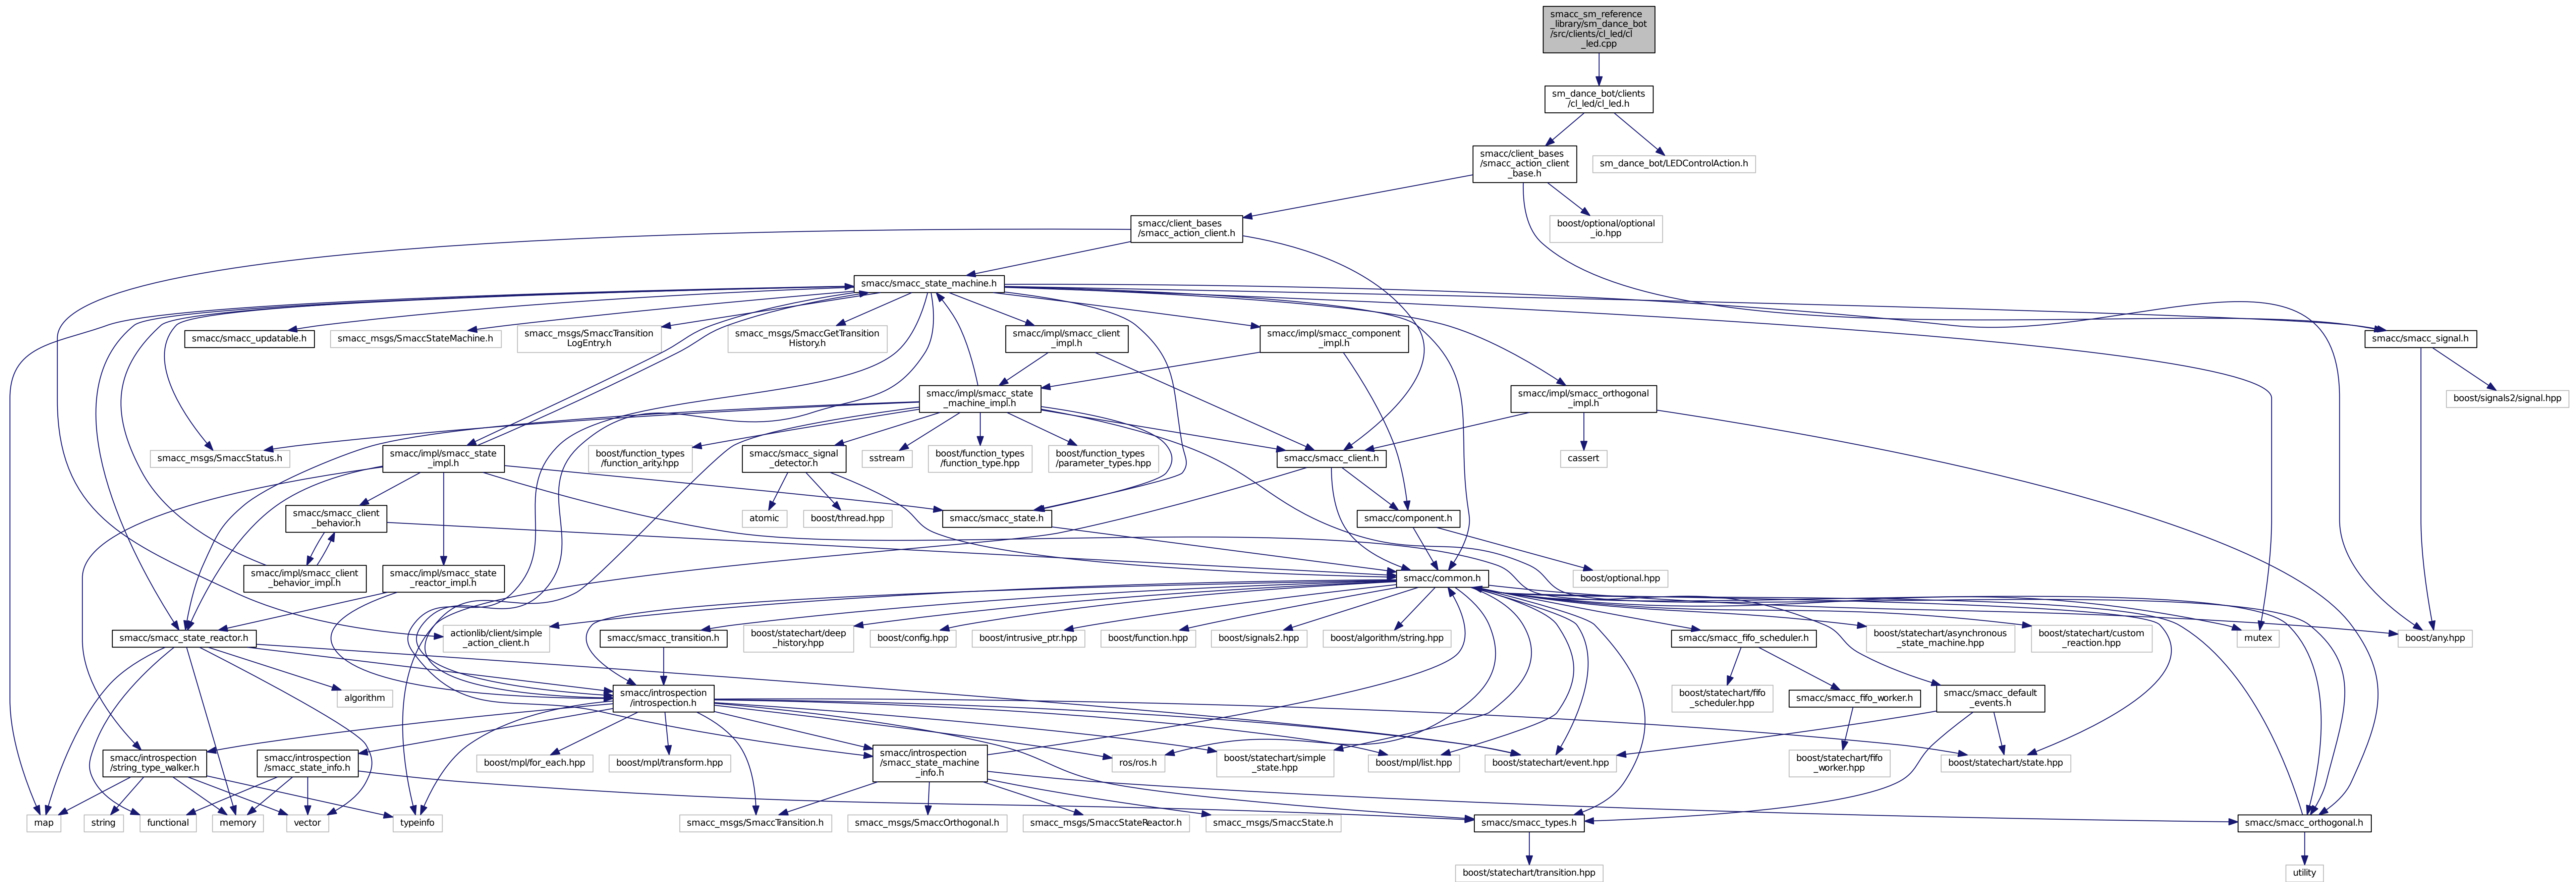 smacc_sm_reference
_library/sm_dance_bot
/src/clients/cl_led/cl
_led.cpp
sm_dance_bot/clients
/cl_led/cl_led.h
smacc/client_bases
/smacc_action_client
_base.h
sm_dance_bot/LEDControlAction.h
smacc/client_bases
/smacc_action_client.h
boost/optional/optional
_io.hpp
smacc/smacc_state_machine.h
smacc/smacc_updatable.h
smacc_msgs/SmaccStateMachine.h
smacc_msgs/SmaccTransition
LogEntry.h
smacc_msgs/SmaccGetTransition
History.h
smacc/impl/smacc_client
_impl.h
smacc/impl/smacc_component
_impl.h
smacc/smacc_signal.h
smacc/impl/smacc_state
_machine_impl.h
smacc/impl/smacc_orthogonal
_impl.h
boost/signals2/signal.hpp
smacc_msgs/SmaccStatus.h
smacc/impl/smacc_state
_impl.h
boost/function_types
/function_arity.hpp
smacc/smacc_signal
_detector.h
sstream
boost/function_types
/function_type.hpp
boost/function_types
/parameter_types.hpp
smacc/smacc_client.h
cassert
smacc/smacc_client
_behavior.h
atomic
boost/thread.hpp
smacc/smacc_state.h
smacc/component.h
smacc/impl/smacc_client
_behavior_impl.h
smacc/impl/smacc_state
_reactor_impl.h
smacc/common.h
boost/optional.hpp
smacc/smacc_state_reactor.h
actionlib/client/simple
_action_client.h
smacc/smacc_transition.h
boost/statechart/deep
_history.hpp
boost/config.hpp
boost/intrusive_ptr.hpp
boost/function.hpp
boost/signals2.hpp
boost/algorithm/string.hpp
smacc/smacc_fifo_scheduler.h
boost/statechart/asynchronous
_state_machine.hpp
boost/statechart/custom
_reaction.hpp
mutex
boost/any.hpp
algorithm
smacc/introspection
/introspection.h
boost/statechart/fifo
_scheduler.hpp
smacc/smacc_fifo_worker.h
smacc/smacc_default
_events.h
smacc/introspection
/string_type_walker.h
smacc/introspection
/smacc_state_info.h
boost/mpl/for_each.hpp
boost/mpl/transform.hpp
smacc/introspection
/smacc_state_machine
_info.h
ros/ros.h
boost/statechart/simple
_state.hpp
boost/mpl/list.hpp
boost/statechart/event.hpp
boost/statechart/fifo
_worker.hpp
boost/statechart/state.hpp
map
string
functional
memory
vector
typeinfo
smacc_msgs/SmaccTransition.h
smacc_msgs/SmaccOrthogonal.h
smacc_msgs/SmaccStateReactor.h
smacc_msgs/SmaccState.h
smacc/smacc_types.h
smacc/smacc_orthogonal.h
boost/statechart/transition.hpp
utility